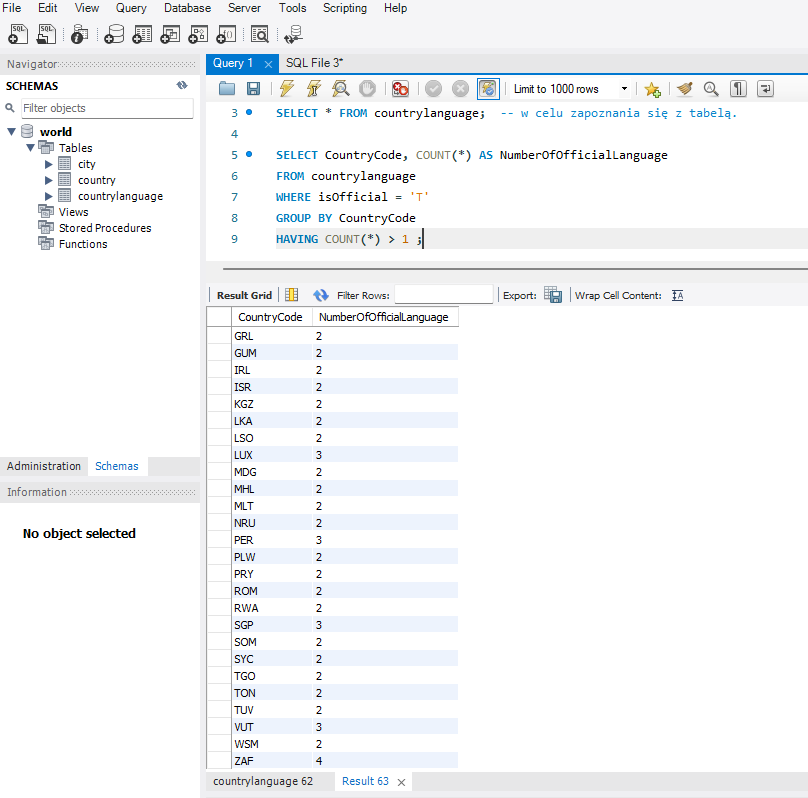 File Edit View Query Database Server Tools Scripting Help
Navigator
SCHEMAS
Filter objects
world
Tables
city
country
countrylanguage
Views
Stored Procedures
Functions
Administration Schemas
Information
No object selected
Query 1 SQL File 3*
Limit to 1000 rows
3 SELECT * FROM countrylanguage; -- w celu zapoznania się z tabelą.
4
5 SELECT CountryCode, COUNT(*) AS NumberOfOfficialLanguage
6 FROM countrylanguage
7 WHERE isOfficial = 'T'
8 GROUP BY CountryCode
9 HAVING COUNT(*) > 1 ;
Result Grid Filter Rows: Export: Wrap Cell Content:
CountryCode NumberOfOfficialLanguage
GRL 2
GUM 2
IRL 2
ISR 2
KGZ 2
LKA 2
LSO 2
LUX 3
MDG 2
MHL 2
MLT 2
NRU 2
PER 3
PLW 2
PRY 2
ROM 2
RWA 2
SGP 3
SOM 2
SYC 2
TGO 2
TON 2
TUV 2
VUT 3
WSM 2
ZAF 4
countrylanguage 62 Result 63